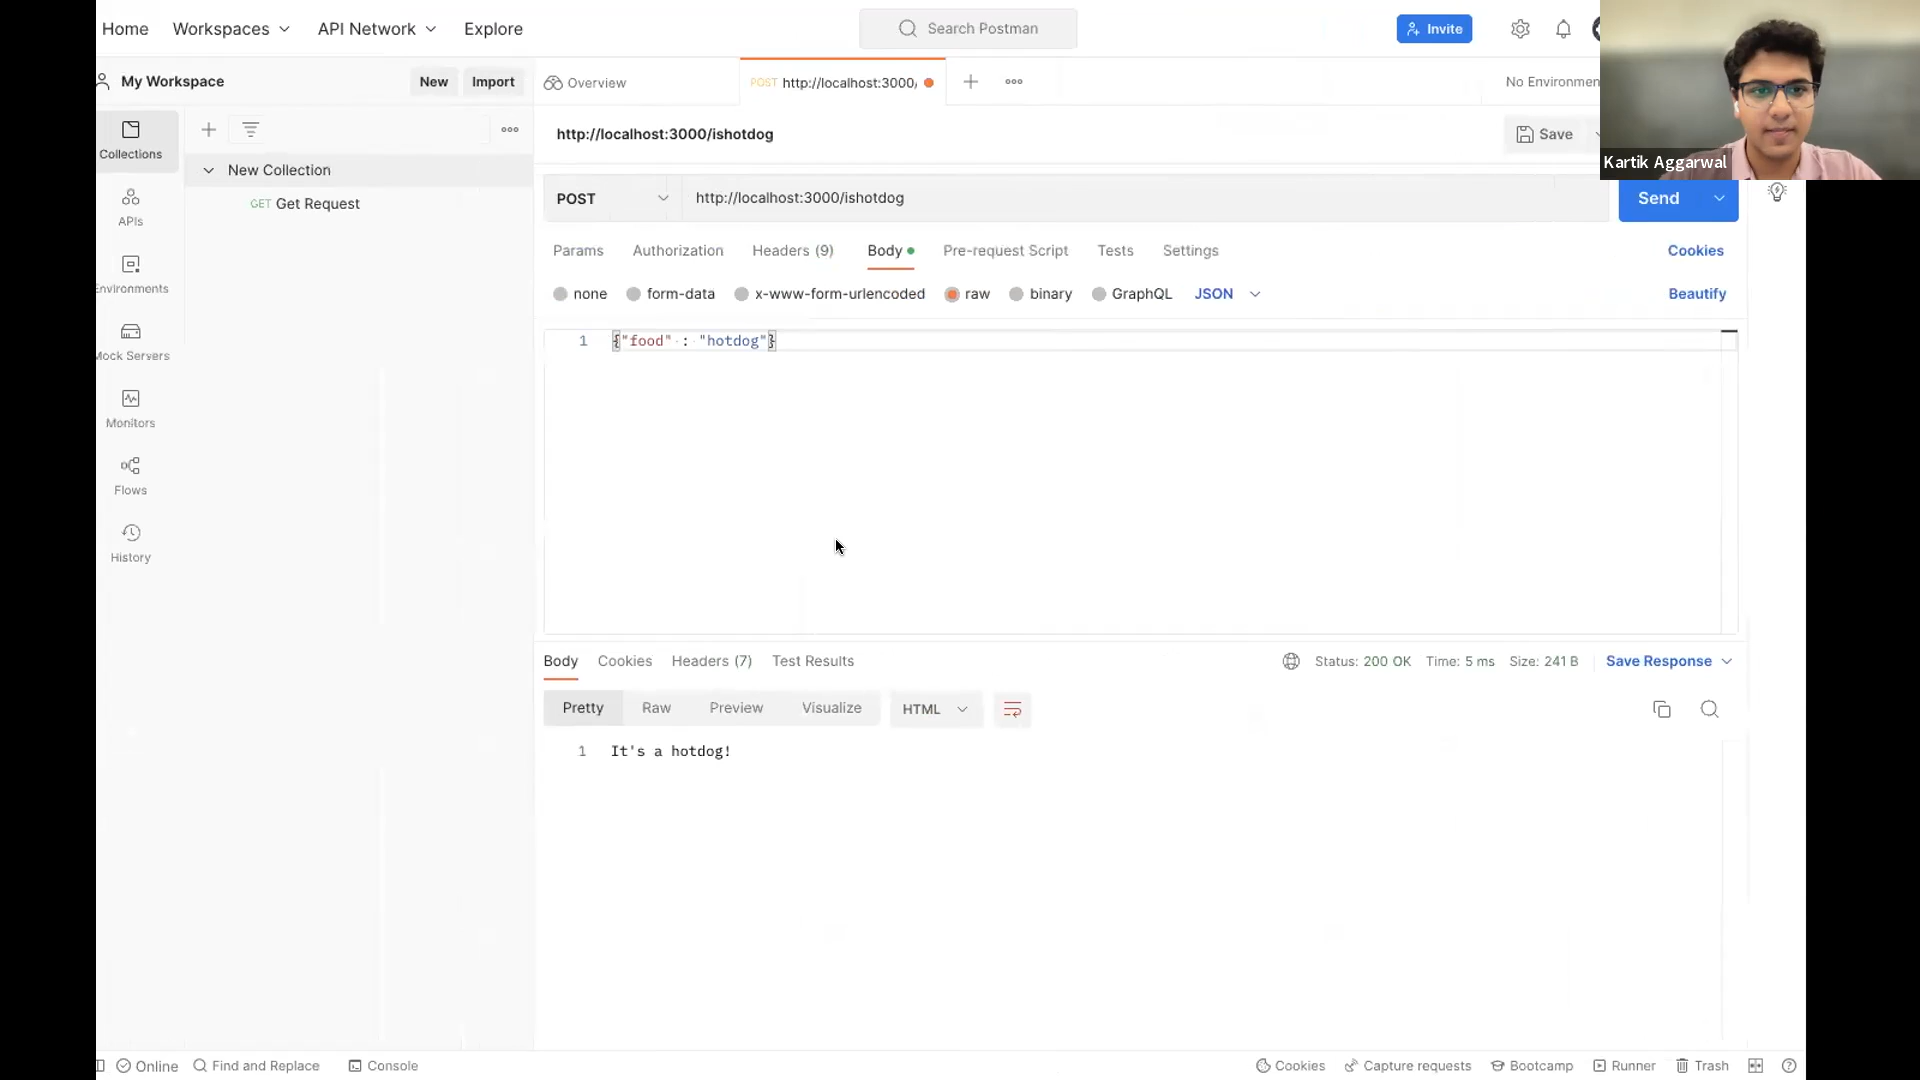 Home Workspaces API Network Explore Search Postman Invite
My Workspace New Import Overview POST http://localhost:3000/ No Environmen
Kartik Aggarwal
http://localhost:3000/ishotdog Save
Collections
New Collection
GET Get Request
APIs
Environments
Mock Servers
Monitors
Flows
History
POST http://localhost:3000/ishotdog Send
Params Authorization Headers (9) Body Pre-request Script Tests Settings Cookies
none form-data x-www-form-urlencoded raw binary GraphQL JSON Beautify
1 {"food" : "hotdog"}
Body Cookies Headers (7) Test Results Status: 200 OK Time: 5 ms Size: 241 B Save Response
Pretty Raw Preview Visualize HTML
1 It's a hotdog!
Online Find and Replace Console Cookies Capture requests Bootcamp Runner Trash